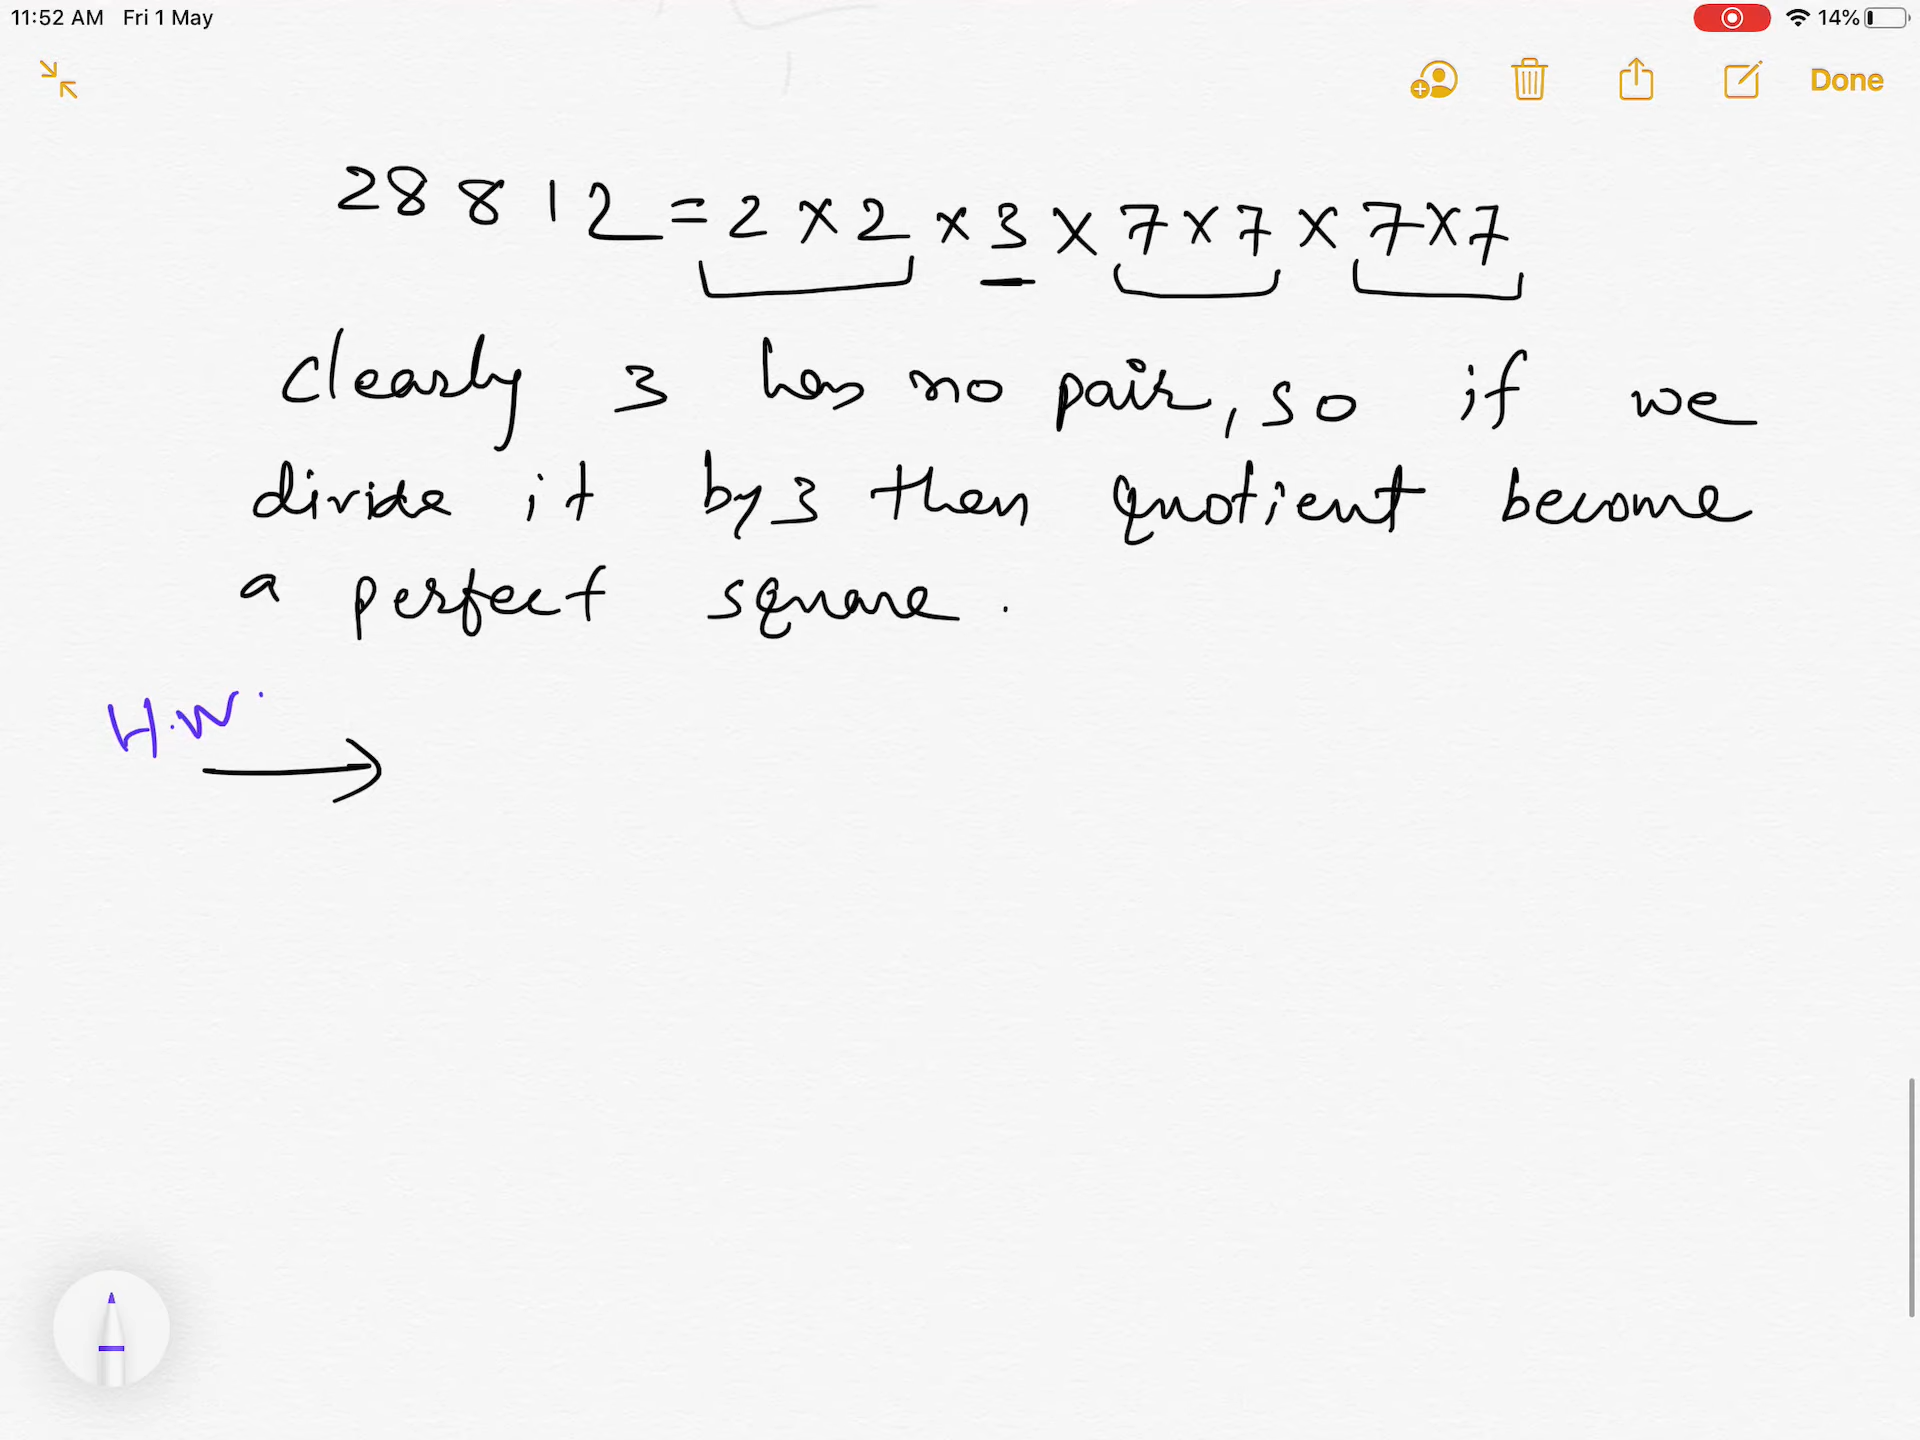 11:52 AM Fri 1 May
14%
Done
28812 = 2 × 2 × 3 × 7 × 7 × 7 × 7
clearly 3 has no pair, so if we
divide it by 3 then quotient become
a perfect square.
H.W.